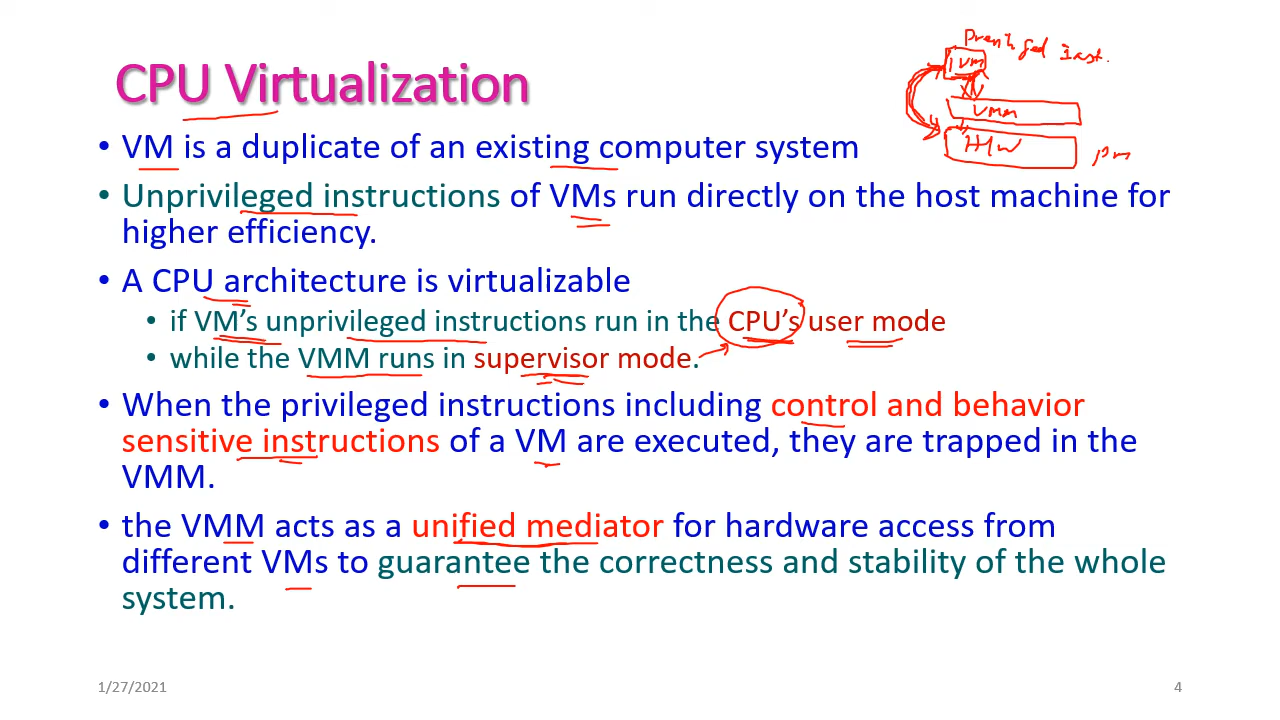 Privileged Inst.
VM
CPU Virtualization
VMM
• VM is a duplicate of an existing computer system
H/W
PM
• Unprivileged instructions of VMs run directly on the host machine for
higher efficiency.
• A CPU architecture is virtualizable
• if VM’s unprivileged instructions run in the CPU’s user mode
• while the VMM runs in supervisor mode.
• When the privileged instructions including control and behavior
sensitive instructions of a VM are executed, they are trapped in the
VMM.
• the VMM acts as a unified mediator for hardware access from
different VMs to guarantee the correctness and stability of the whole
system.
1/27/2021
4